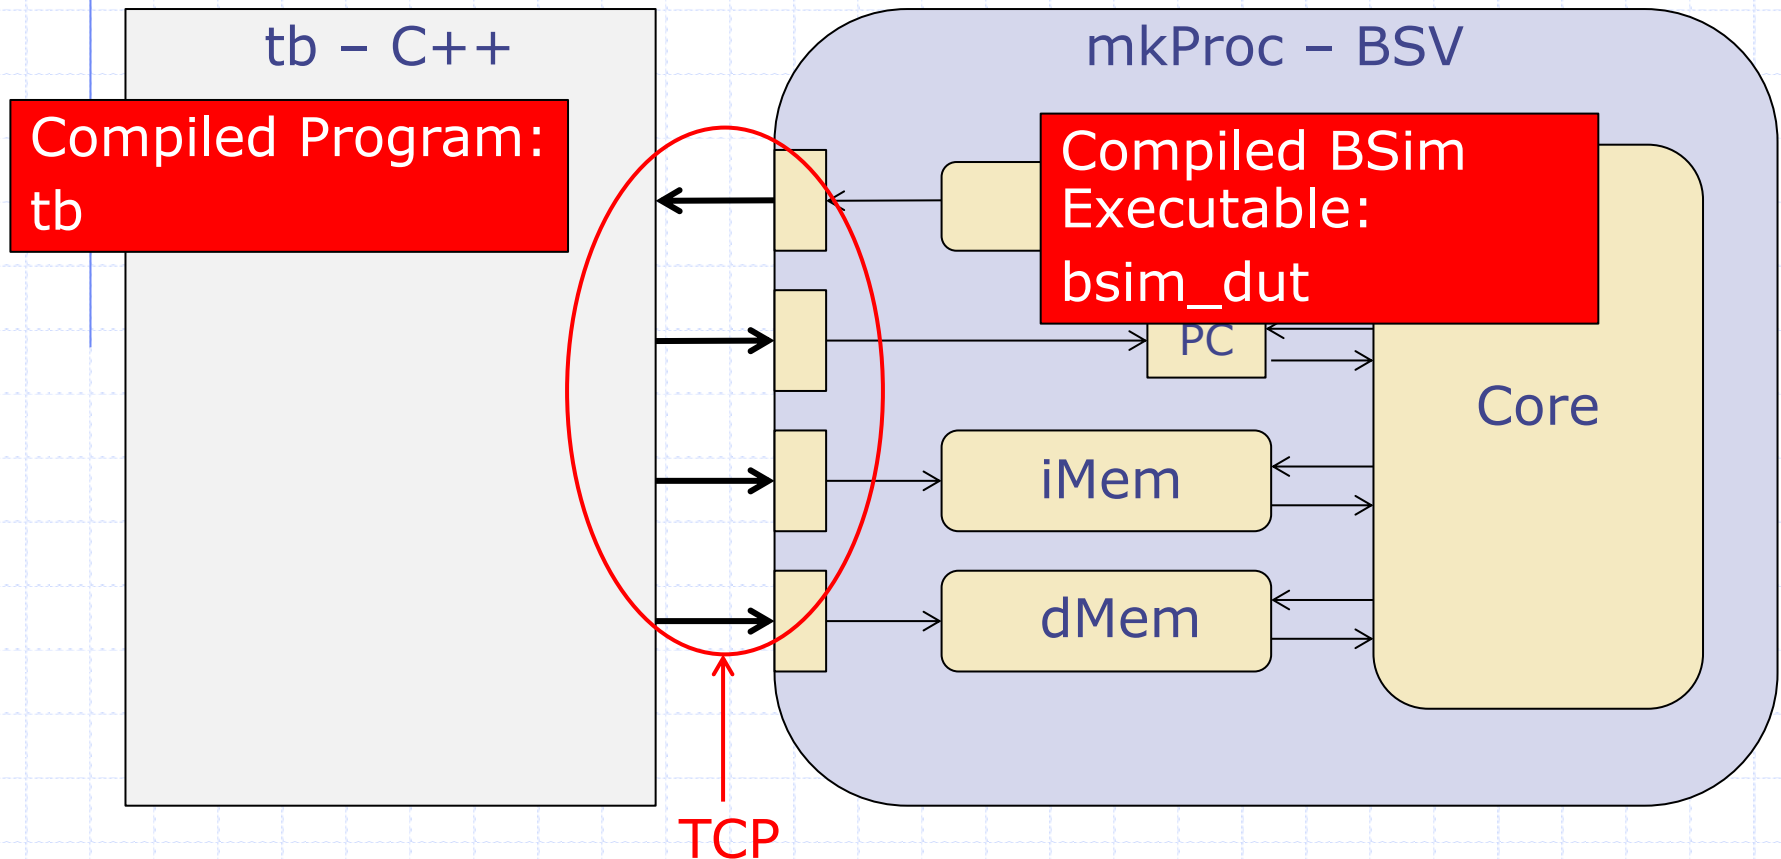 tb – C++
mkProc – BSV
Compiled Program:
tb
Compiled BSim
Executable:
bsim_dut
PC
Core
iMem
dMem
TCP